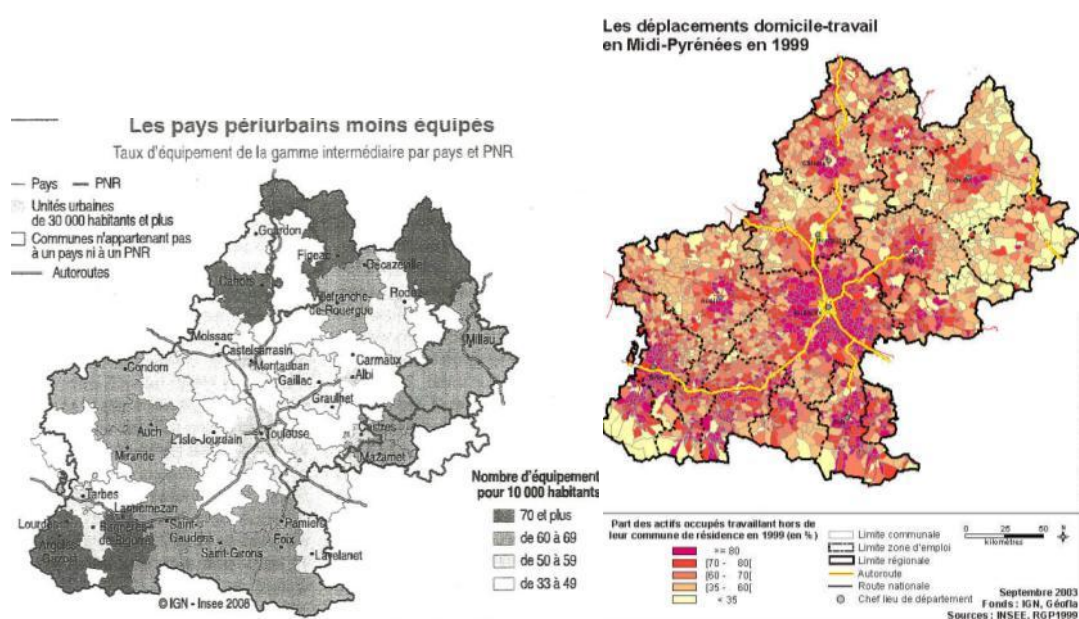 Les pays périurbains moins équipés
Taux d'équipement de la gamme intermédiaire par pays et PNR
Pays
PNR
Unités urbaines
de 30 000 habitants et plus
Communes n'appartenant pas
à un pays ni à un PNR
Autoroutes
Gourdon
Figeac
Decazeville
Cahors
Villefranche-
de-Rouergue
Rodez
Moissac
Castelsarrasin
Montauban
Carmaux
Millau
Condom
Gaillac
Albi
Graulhet
Auch
L'Isle-Jourdain
Toulouse
Castres
Mirande
Mazamet
Tarbes
Lannemezan
Lourdes
Bagnères-
de-Bigorre
Saint-
Gaudens
Pamiers
Argelès-
Gazost
Saint-Girons
Foix
Lavelanet
Nombre d'équipement
pour 10 000 habitants
70 et plus
de 60 à 69
de 50 à 59
de 33 à 49
© IGN - Insee 2008
Les déplacements domicile-travail
en Midi-Pyrénées en 1999
Part des actifs occupés travaillant hors de
leur commune de résidence en 1999 (en %)
>= 80
[70 - 80[
[60 - 70[
[35 - 60[
< 35
Limite communale
Limite zone d'emploi
Limite régionale
Autoroute
Route nationale
Chef lieu de département
0 25 50
kilomètres
Septembre 2003
Fonds : IGN, Géofla
Sources : INSEE, RGP1999